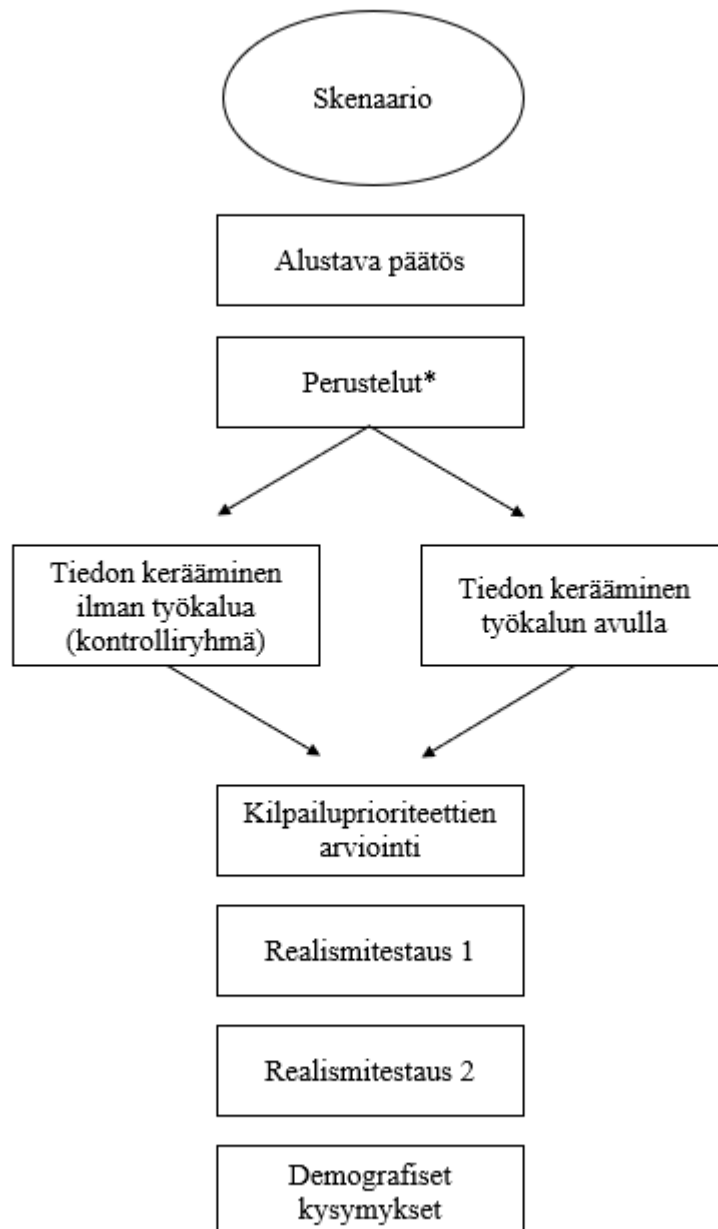 Skenaario
Alustava päätös
Perustelut*
Tiedon kerääminen
ilman työkalua
(kontrolliryhmä)
Tiedon kerääminen
työkalun avulla
Kilpailuprioriteettien
arviointi
Realismitestaus 1
Realismitestaus 2
Demografiset
kysymykset